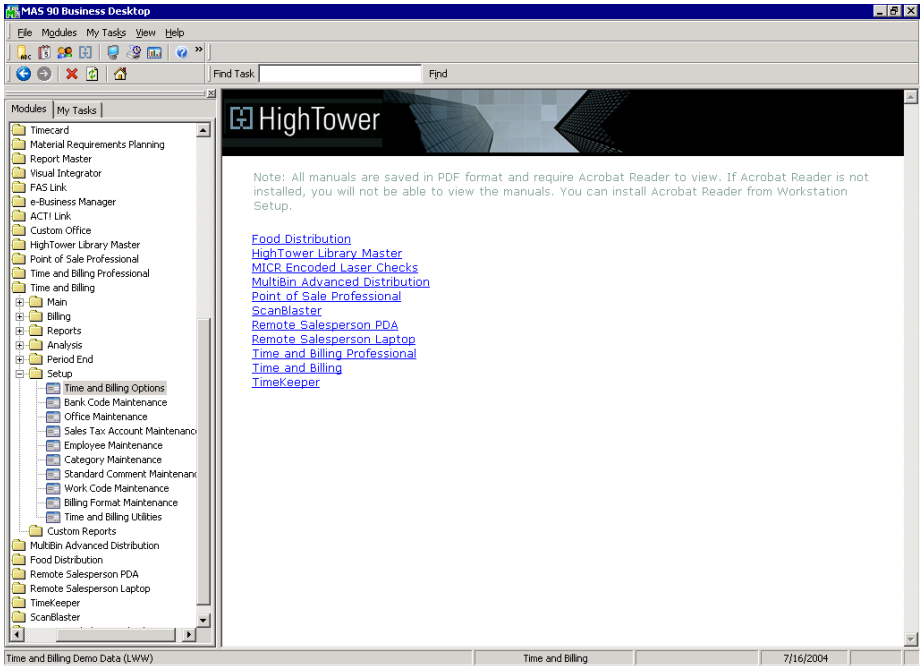 MAS 90 Business Desktop
File Modules My Tasks View Help
Find Task Find
Modules My Tasks
Timecard
Material Requirements Planning
Report Master
Visual Integrator
FAS Link
e-Business Manager
ACT! Link
Custom Office
HighTower Library Master
Point of Sale Professional
Time and Billing Professional
Time and Billing
Main
Billing
Reports
Analysis
Period End
Setup
Time and Billing Options
Bank Code Maintenance
Office Maintenance
Sales Tax Account Maintenanc
Employee Maintenance
Category Maintenance
Standard Comment Maintenanc
Work Code Maintenance
Billing Format Maintenance
Time and Billing Utilities
Custom Reports
MultiBin Advanced Distribution
Food Distribution
Remote Salesperson PDA
Remote Salesperson Laptop
TimeKeeper
ScanBlaster
HighTower
Note: All manuals are saved in PDF format and require Acrobat Reader to view. If Acrobat Reader is not
installed, you will not be able to view the manuals. You can install Acrobat Reader from Workstation
Setup.
Food Distribution
HighTower Library Master
MICR Encoded Laser Checks
MultiBin Advanced Distribution
Point of Sale Professional
ScanBlaster
Remote Salesperson PDA
Remote Salesperson Laptop
Time and Billing Professional
Time and Billing
TimeKeeper
Time and Billing Demo Data (LWW) Time and Billing 7/16/2004